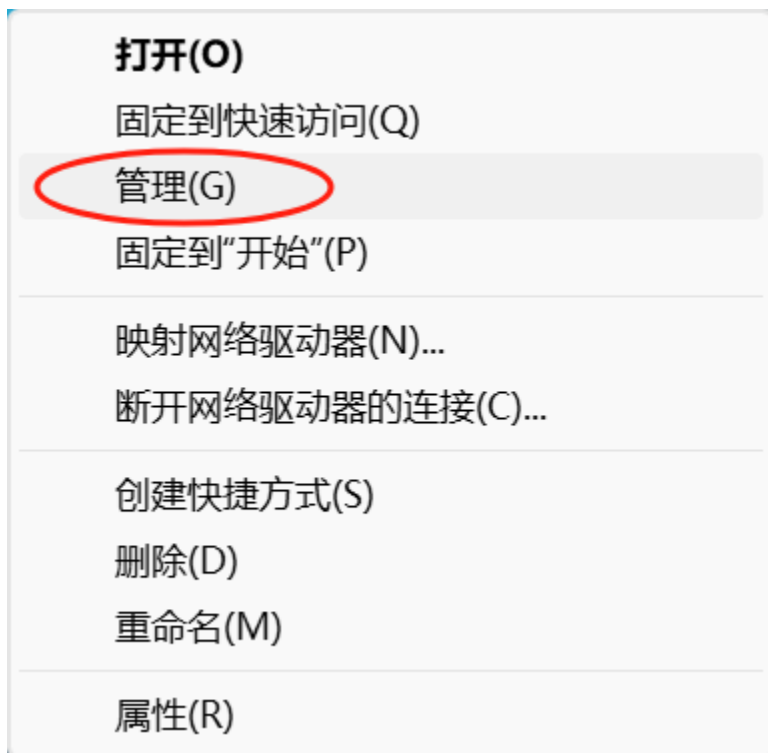 打开(O)
固定到快速访问(Q)
管理(G)
固定到“开始”(P)
映射网络驱动器(N)...
断开网络驱动器的连接(C)...
创建快捷方式(S)
删除(D)
重命名(M)
属性(R)